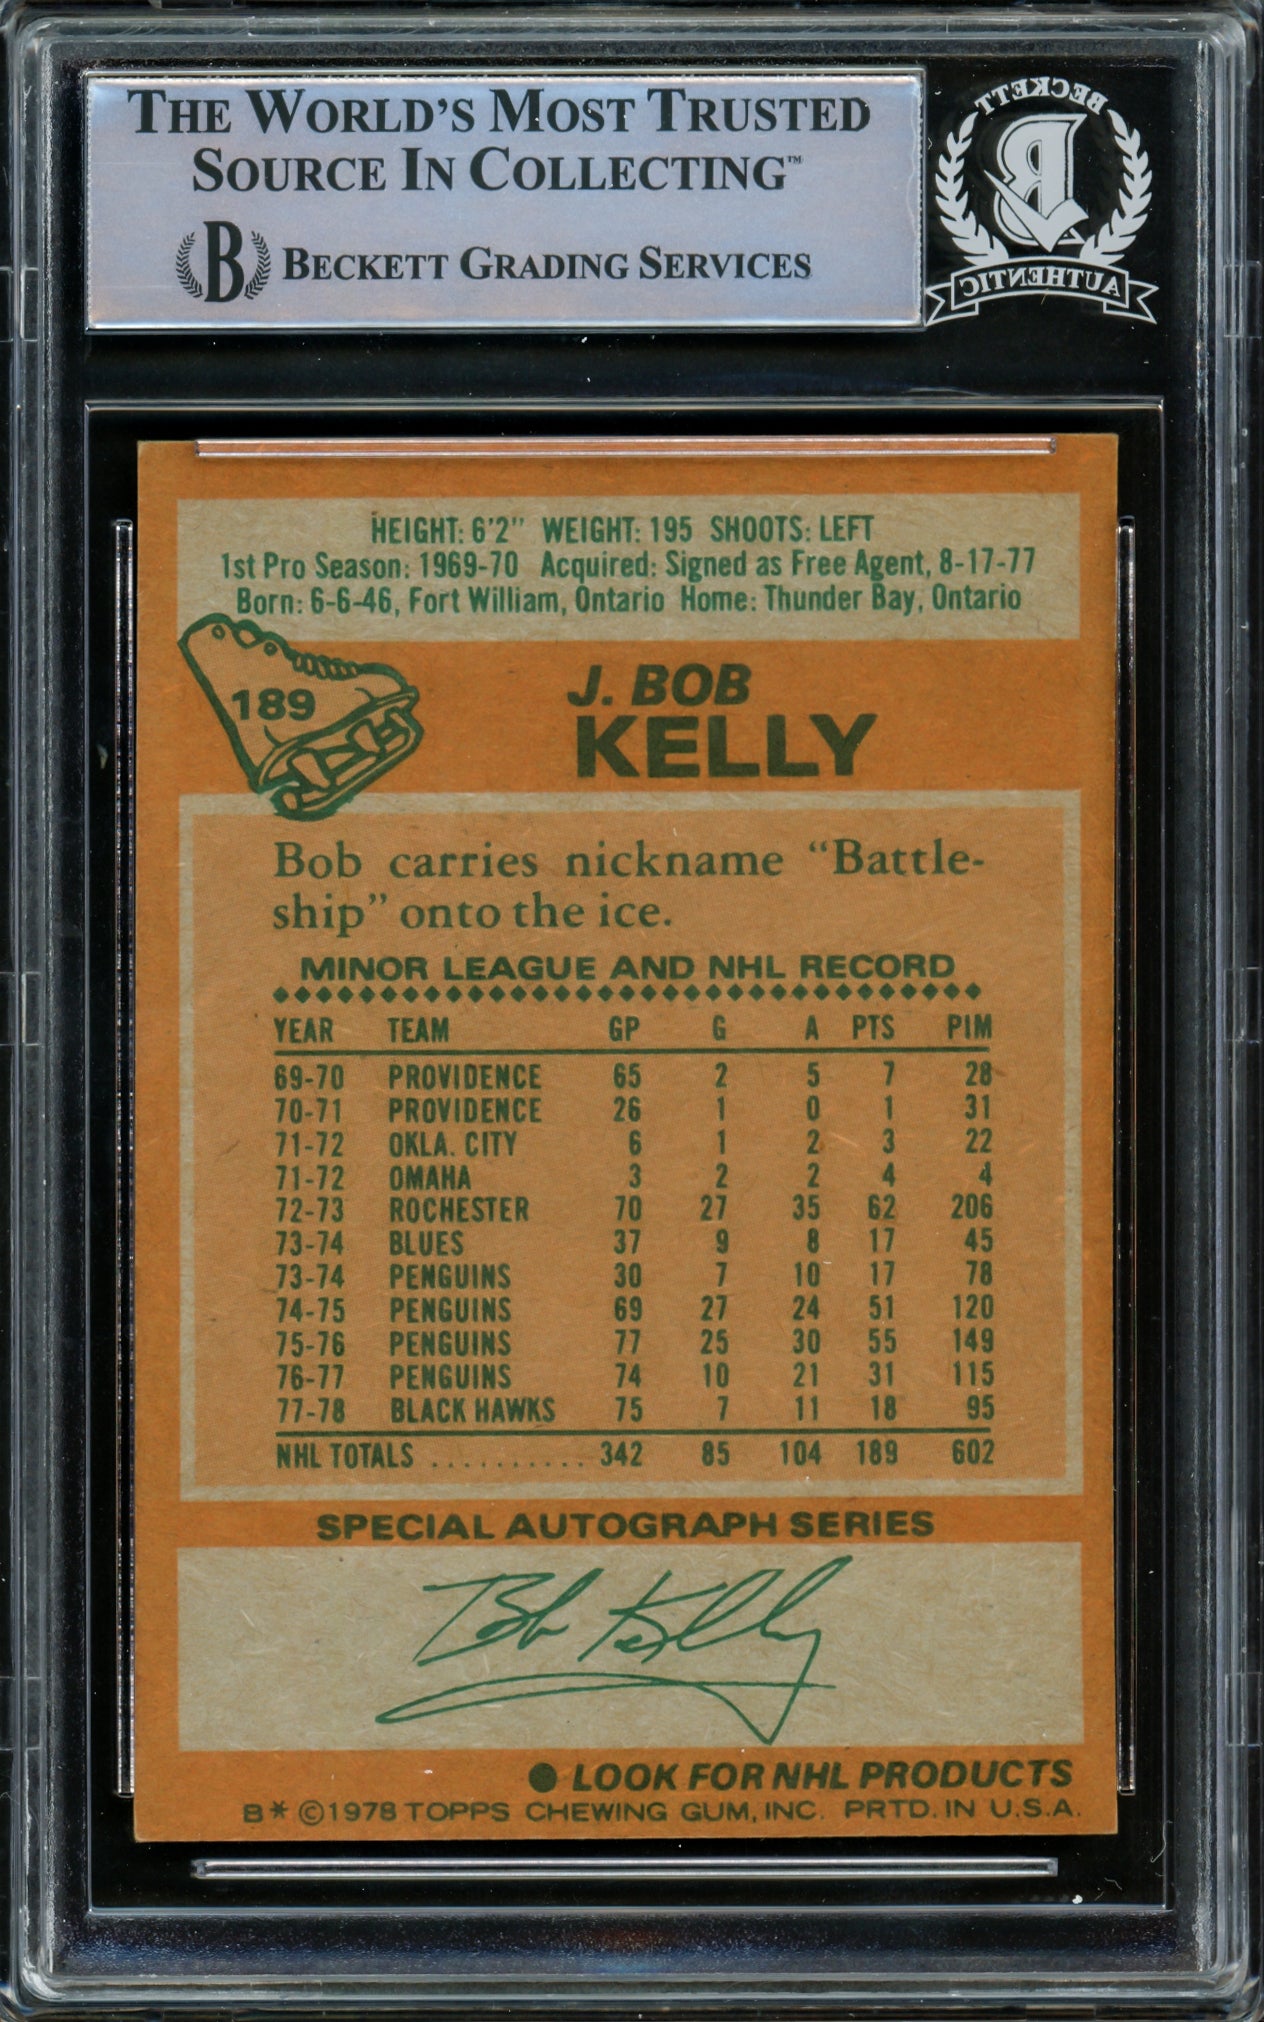 THE WORLD'S MOST TRUSTED
SOURCE IN COLLECTING™
B BECKETT GRADING SERVICES
BECKETT
B
AUTHENTIC
HEIGHT: 6'2" WEIGHT: 195 SHOOTS: LEFT
1st Pro Season: 1969-70 Acquired: Signed as Free Agent, 8-17-77
Born: 6-6-46, Fort William, Ontario Home: Thunder Bay, Ontario
189
J. BOB
KELLY
Bob carries nickname "Battle-
ship" onto the ice.
MINOR LEAGUE AND NHL RECORD
YEAR TEAM GP G A PTS PIM
69-70 PROVIDENCE 65 2 5 7 28
70-71 PROVIDENCE 26 1 0 1 31
71-72 OKLA. CITY 6 1 2 3 22
71-72 OMAHA 3 2 2 4 4
72-73 ROCHESTER 70 27 35 62 206
73-74 BLUES 37 9 8 17 45
73-74 PENGUINS 30 7 10 17 78
74-75 PENGUINS 69 27 24 51 120
75-76 PENGUINS 77 25 30 55 149
76-77 PENGUINS 74 10 21 31 115
77-78 BLACK HAWKS 75 7 11 18 95
NHL TOTALS .......... 342 85 104 189 602
SPECIAL AUTOGRAPH SERIES
Bob Kelly
● LOOK FOR NHL PRODUCTS
B* ©1978 TOPPS CHEWING GUM, INC. PRTD. IN U.S.A.